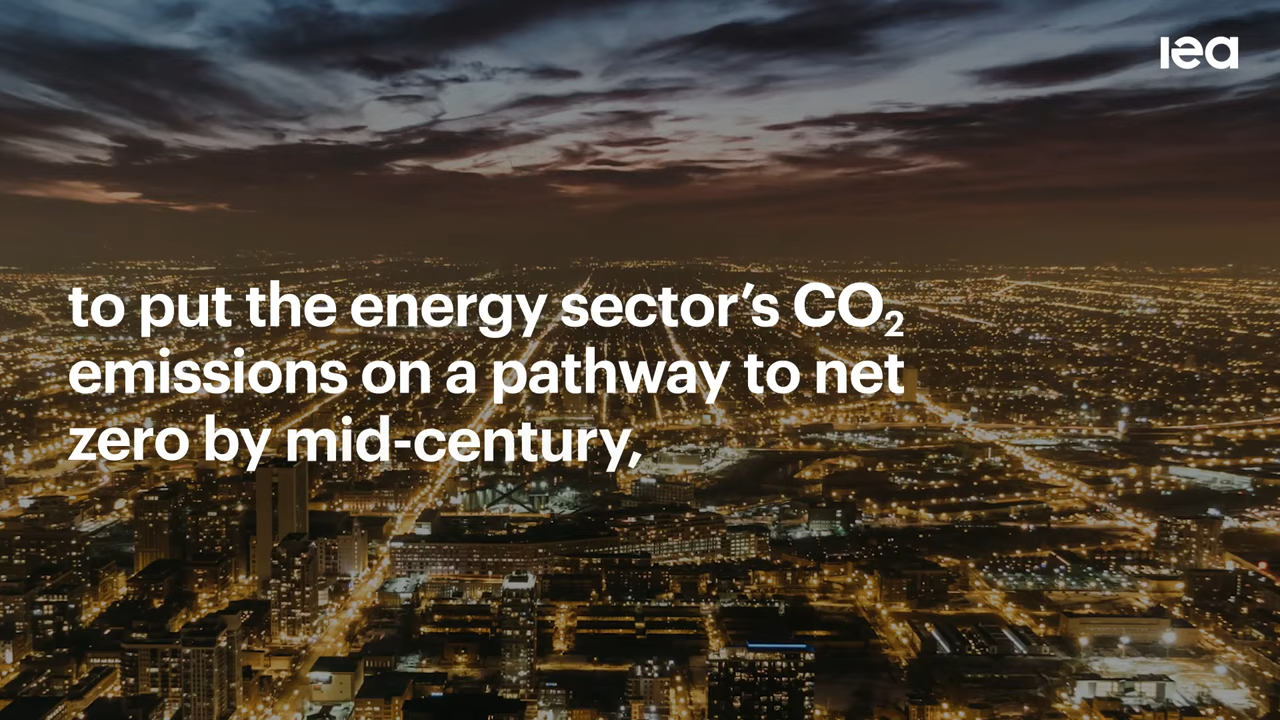 iea
to put the energy sector’s CO₂
emissions on a pathway to net
zero by mid-century,